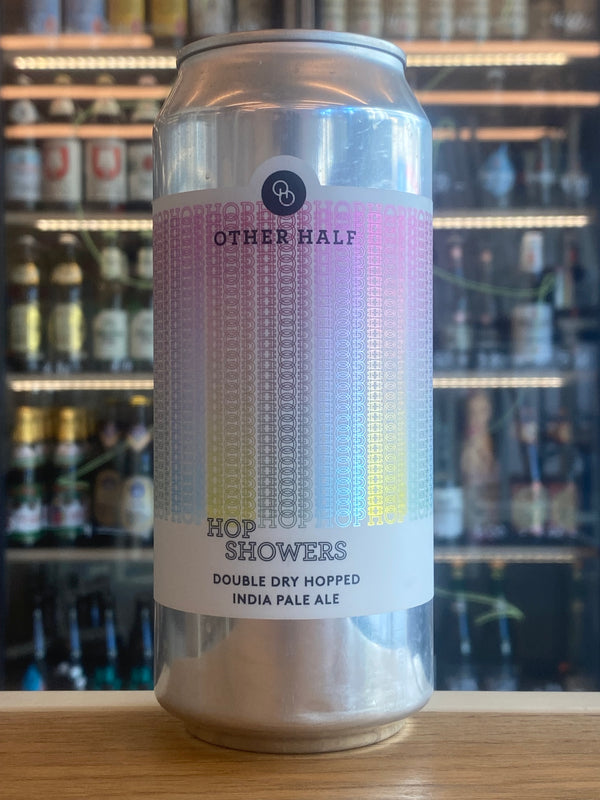 OTHER HALF
HOP
SHOWERS
DOUBLE DRY HOPPED
INDIA PALE ALE